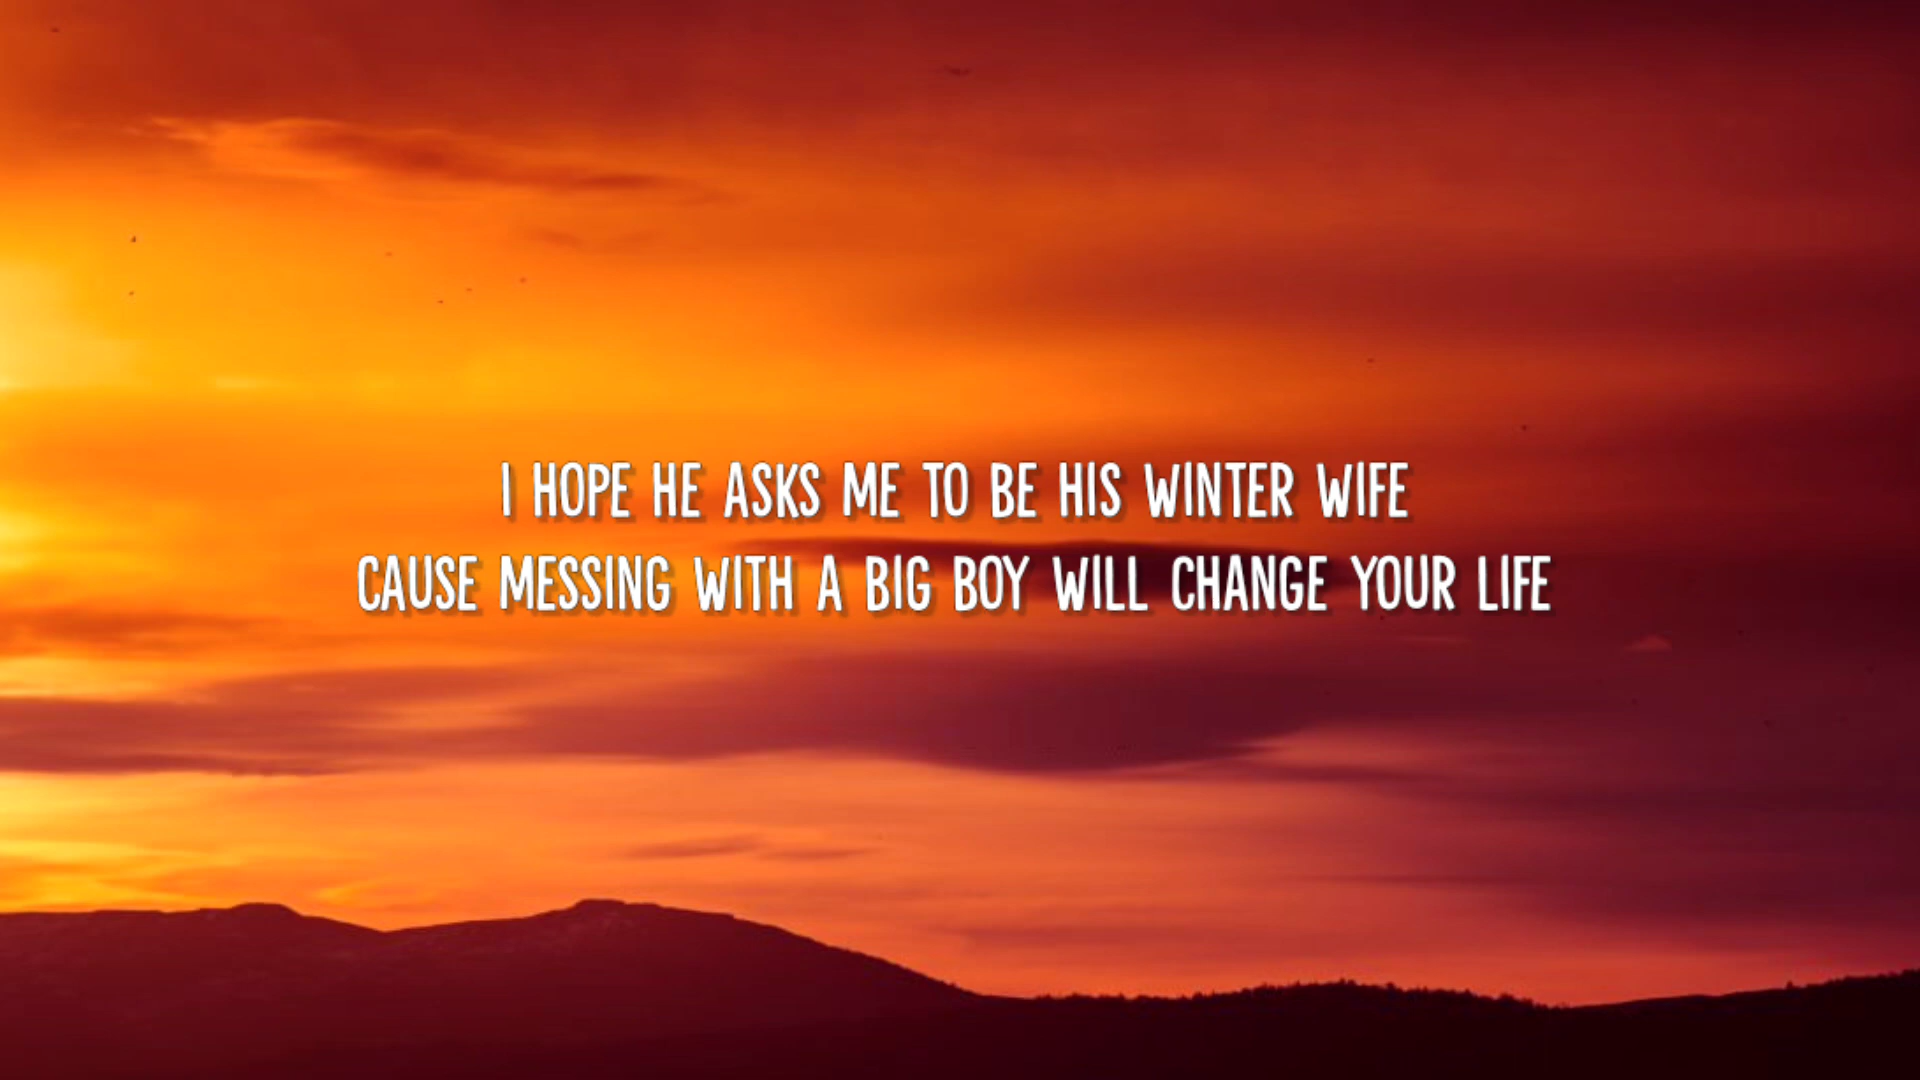 I HOPE HE ASKS ME TO BE HIS WINTER WIFE
CAUSE MESSING WITH A BIG BOY WILL CHANGE YOUR LIFE